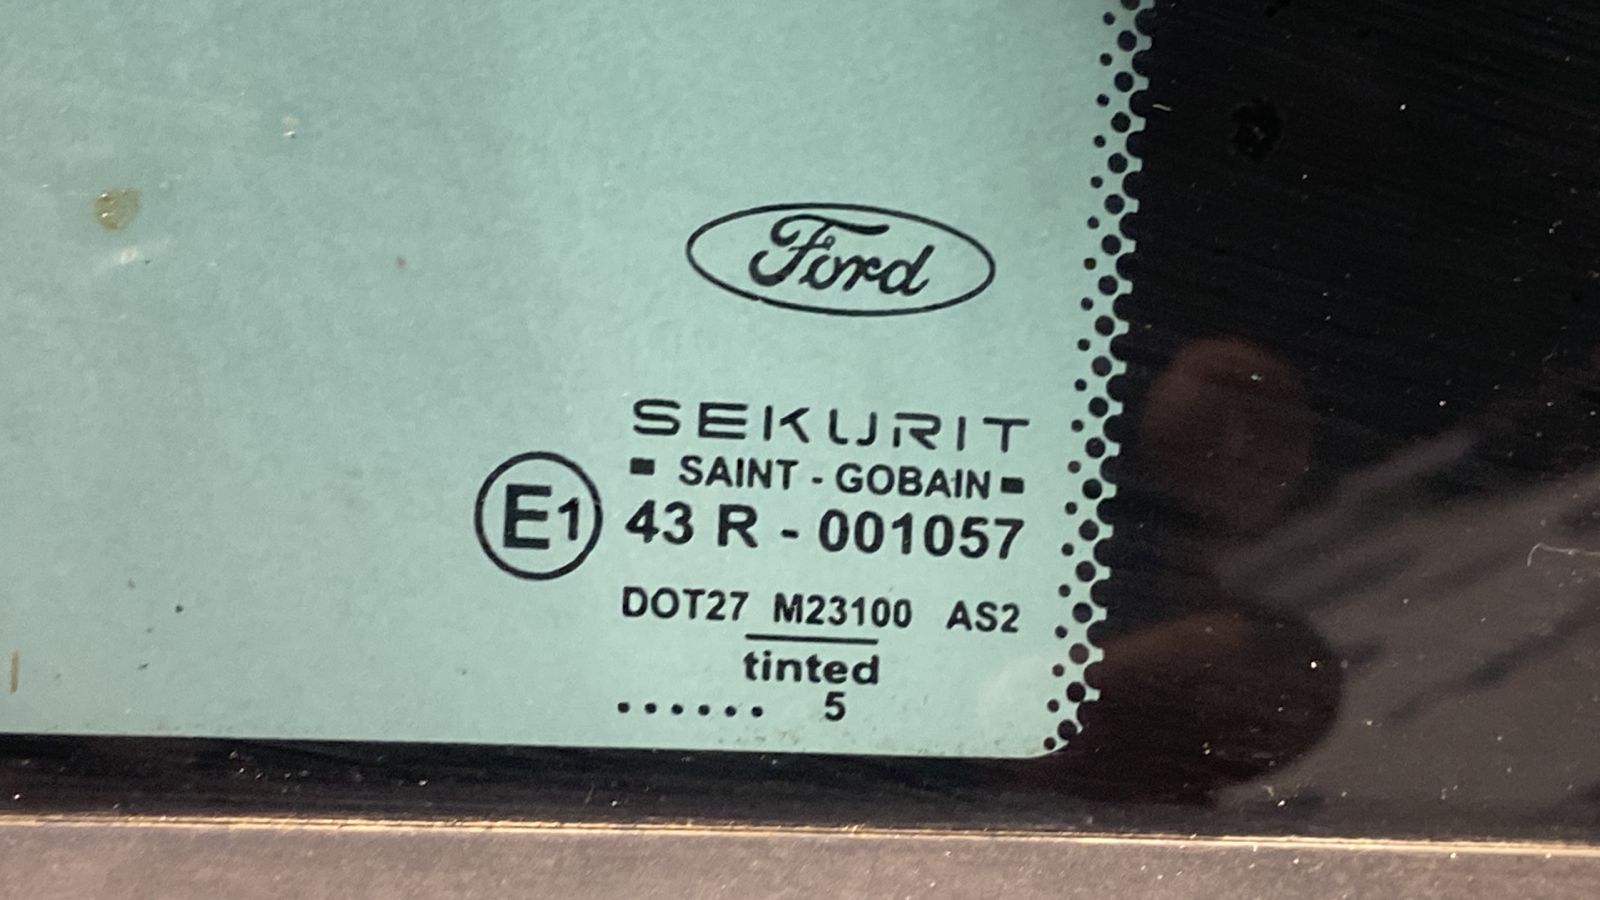 Ford
SEKURIT
SAINT - GOBAIN
E1 43 R - 001057
DOT27 M23100 AS2
tinted
...... 5